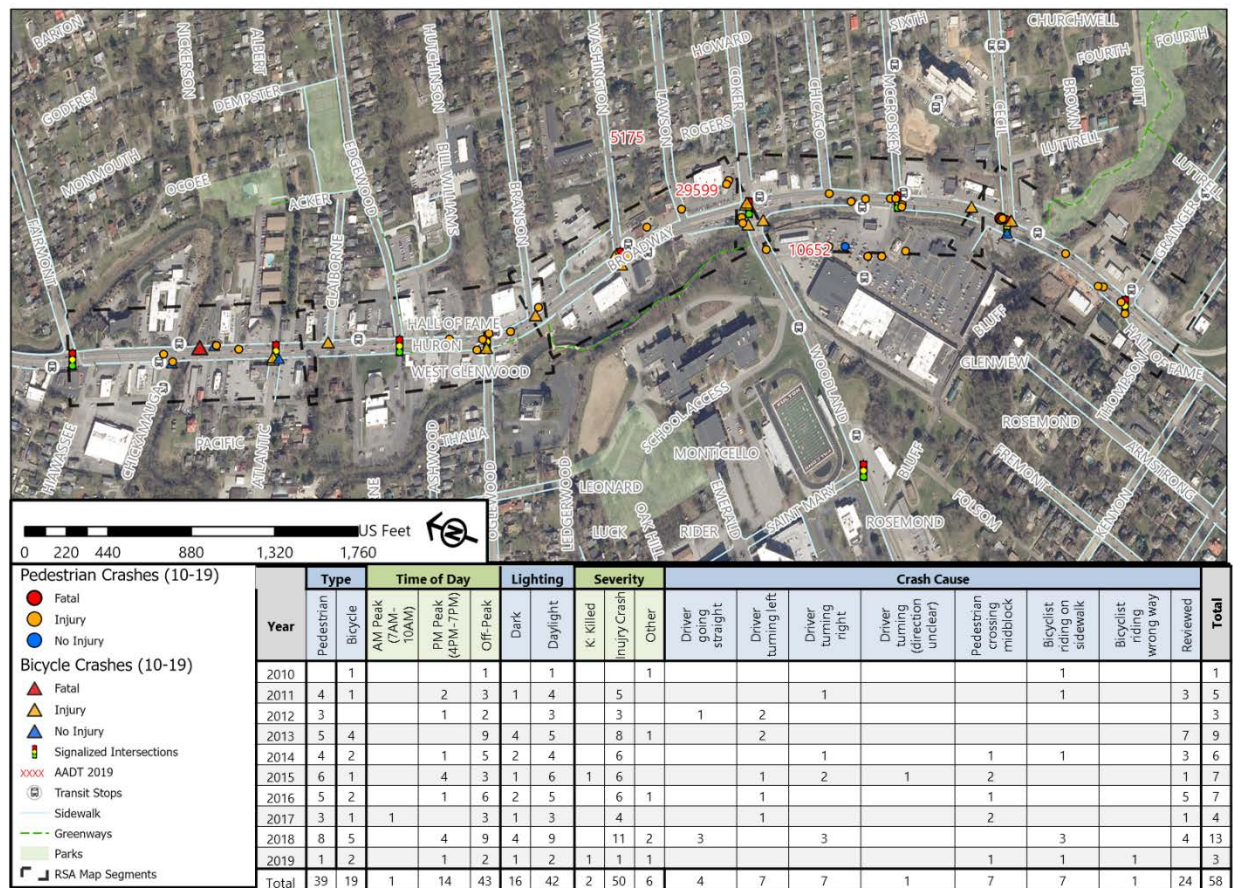 BARTON
NICKERSON
ALBERT
HUTCHINSON
WASHINGTON
HOWARD
SIXTH
CHURCHWELL
FOURTH
FOURTH
GODFREY
DEMPSTER
LAWSON
COKER
CHICAGO
MCCROSKEY
CECIL
BROWN
HOITT
MONMOUTH
OCOEE
EDGEWOOD
BILL WILLIAMS
5175
ROGERS
LUTTRELL
LUTTRELL
ACKER
BRANSON
29599
FAIRMONT
CLAIBORNE
BROADWAY
10652
GRAINGER
HALL OF FAME
HURON
WEST GLENWOOD
BLUFF
HALL OF FAME
HIAWASSEE
CHICKAMAUGA
PACIFIC
ATLANTIC
ASHWOOD
THALIA
SCHOOL ACCESS
WOODLAND
GLENVIEW
THOMPSON
MONTICELLO
ROSEMOND
ARMSTRONG
LEONARD
LEDGERWOOD
OAK HILL
EMERALD
SAINT MARY
BLUFF
FOLSOM
FREMONT
KENYON
LUCK
RIDER
ROSEMOND
US Feet
0 220 440 880 1,320 1,760
N
Pedestrian Crashes (10-19)
Fatal
Injury
No Injury
Bicycle Crashes (10-19)
Fatal
Injury
No Injury
Signalized Intersections
XXXX AADT 2019
Transit Stops
Sidewalk
Greenways
Parks
RSA Map Segments
Year Type Time of Day Lighting Severity Crash Cause Total
Pedestrian Bicycle AM Peak (7AM-10AM) PM Peak (4PM-7PM) Off-Peak Dark Daylight K: Killed Inujry Crash Other Driver going straight Driver turning left Driver turning right Driver turning (direction unclear) Pedestrian crossing midblock Bicyclist riding on sidewalk Bicyclist riding wrong way Reviewed
2010 1 1 1 1 1 1
2011 4 1 2 3 1 4 5 1 1 3 5
2012 3 1 2 3 3 1 2 3
2013 5 4 9 4 5 8 1 2 7 9
2014 4 2 1 5 2 4 6 1 1 1 3 6
2015 6 1 4 3 1 6 1 6 1 2 1 2 1 7
2016 5 2 1 6 2 5 6 1 1 1 5 7
2017 3 1 1 3 1 3 4 1 2 1 4
2018 8 5 4 9 4 9 11 2 3 3 3 4 13
2019 1 2 1 2 1 2 1 1 1 1 1 1 3
Total 39 19 1 14 43 16 42 2 50 6 4 7 7 1 7 7 1 24 58